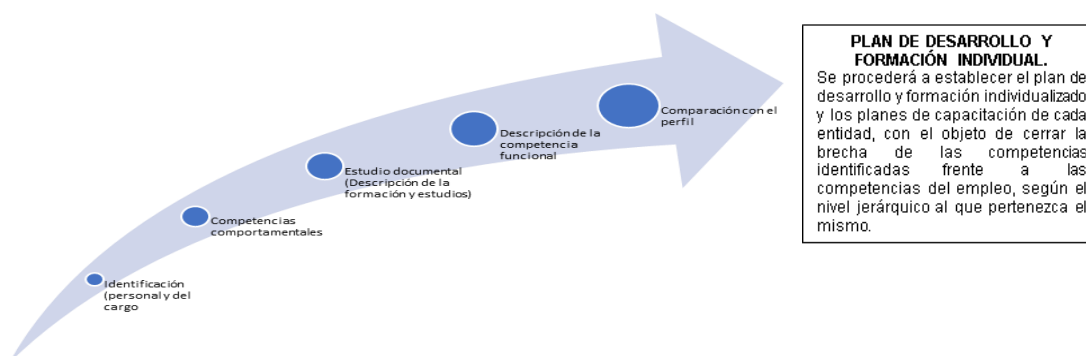 PLAN DE DESARROLLO Y
FORMACIÓN INDIVIDUAL.
Se procederá a establecer el plan de
desarrollo y formación individualizado
y los planes de capacitación de cada
entidad, con el objeto de cerrar la
brecha de las competencias
identificadas frente a las
competencias del empleo, según el
nivel jerárquico al que pertenezca el
mismo.
Comparación con el
perfil
Descripción de la
competencia
funcional
Estudio documental
(Descripción de la
formación y estudios)
Competencias
comportamentales
Identificación
(personal y del
cargo